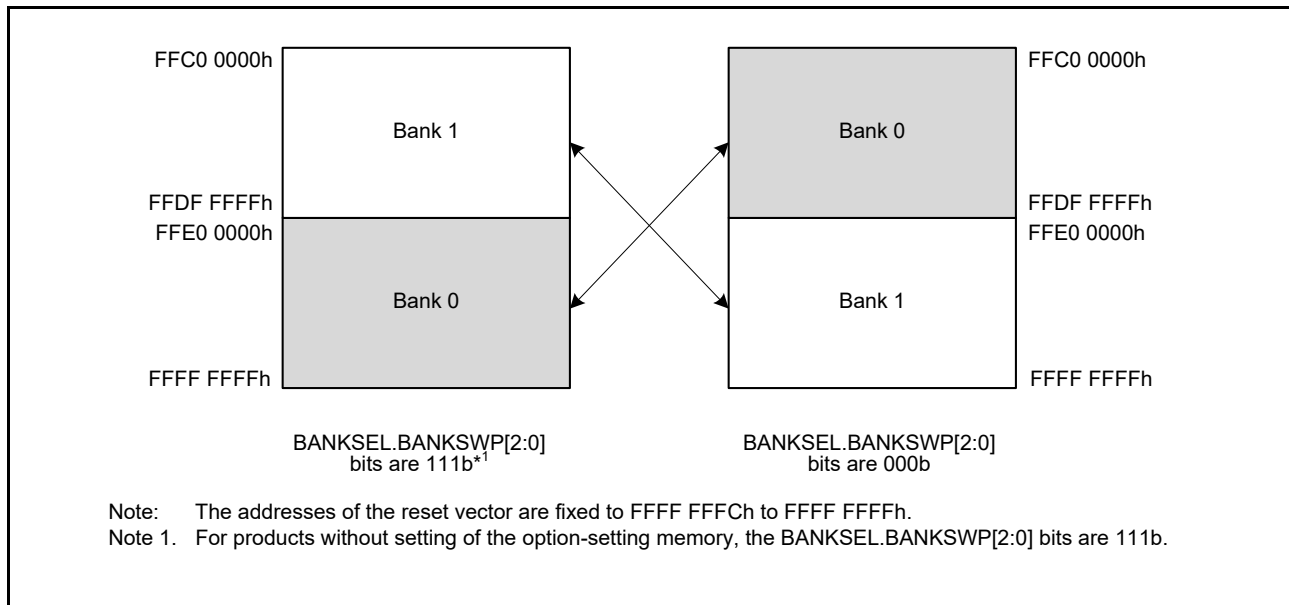 FFC0 0000h
FFC0 0000h
Bank 1
Bank 0
FFDF FFFFh
FFDF FFFFh
FFE0 0000h
FFE0 0000h
Bank 0
Bank 1
FFFF FFFFh
FFFF FFFFh
BANKSEL.BANKSWP[2:0]
bits are 111b*1
BANKSEL.BANKSWP[2:0]
bits are 000b
Note: The addresses of the reset vector are fixed to FFFF FFFCh to FFFF FFFFh.
Note 1. For products without setting of the option-setting memory, the BANKSEL.BANKSWP[2:0] bits are 111b.